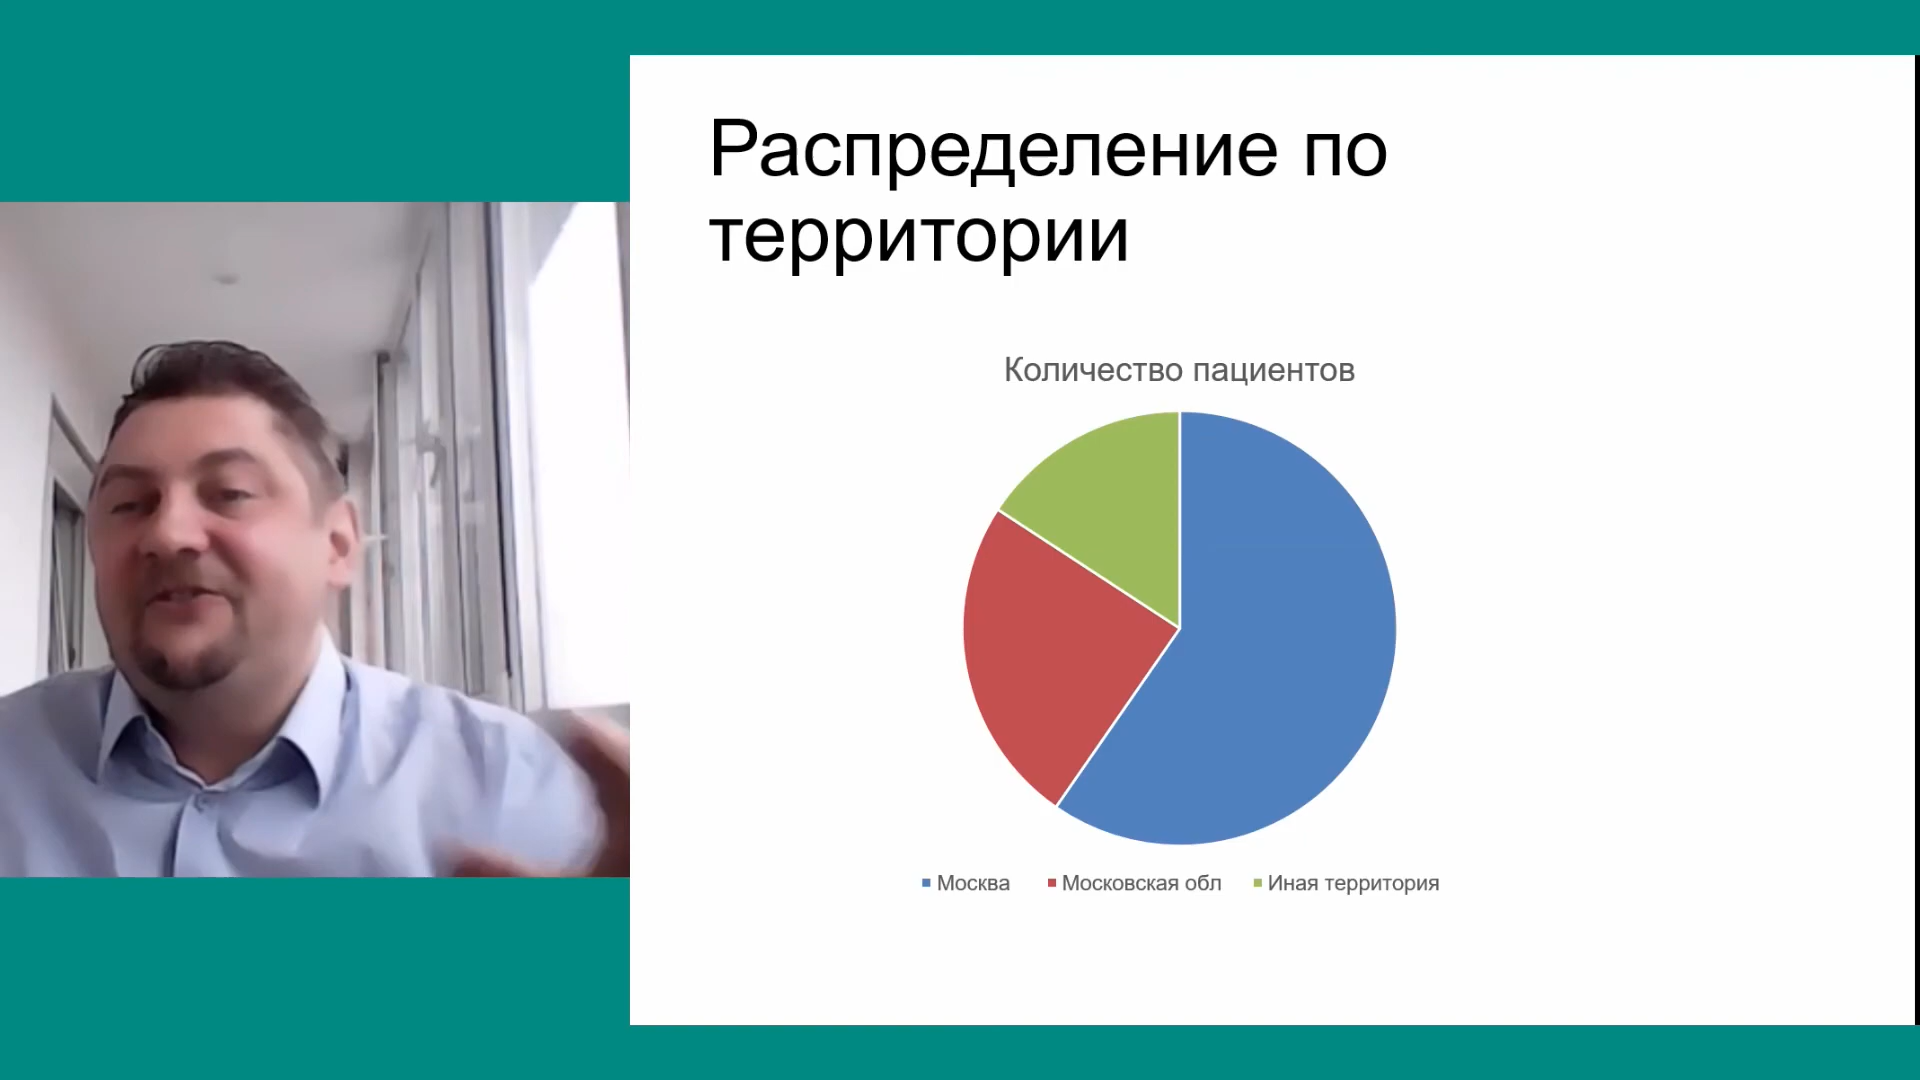 Распределение по
территории
Количество пациентов
Москва
Московская обл
Иная территория